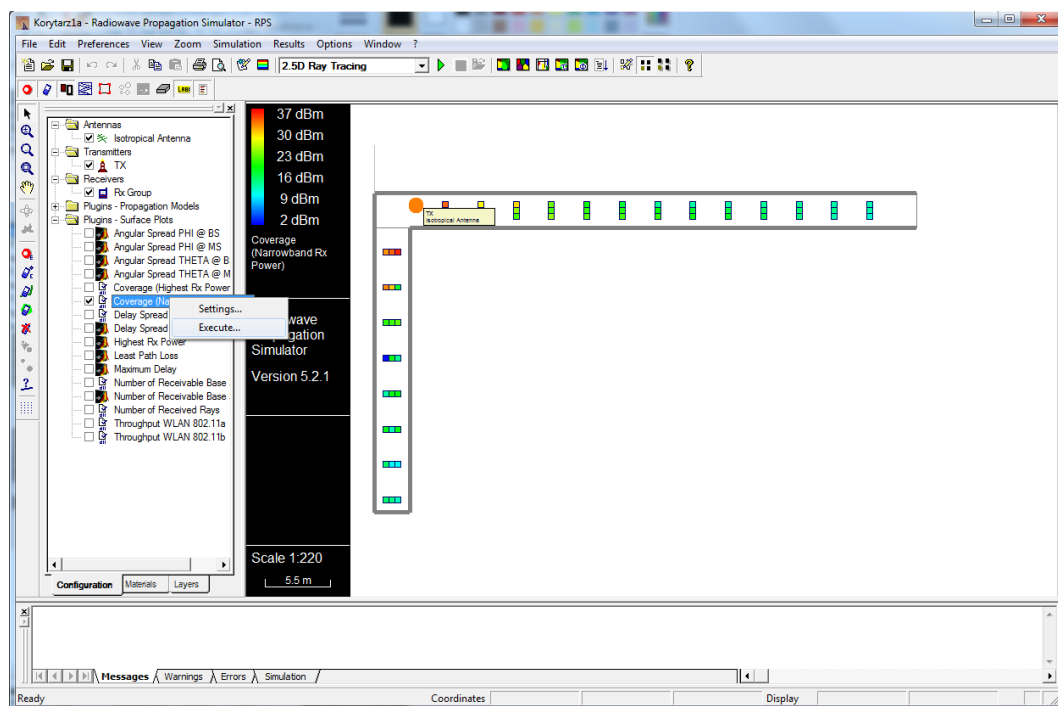 Korytarz1a - Radiowave Propagation Simulator - RPS
File Edit Preferences View Zoom Simulation Results Options Window ?
2.5D Ray Tracing
Antennas
Isotropical Antenna
Transmitters
TX
Receivers
Rx Group
Plugins - Propagation Models
Plugins - Surface Plots
Angular Spread PHI @ BS
Angular Spread PHI @ MS
Angular Spread THETA @ B
Angular Spread THETA @ M
Coverage (Highest Rx Power
Coverage (Na
Delay Spread
Delay Spread
Highest Rx Power
Least Path Loss
Maximum Delay
Number of Receivable Base
Number of Receivable Base
Number of Received Rays
Throughput WLAN 802.11a
Throughput WLAN 802.11b
Settings...
Execute...
Configuration Materials Layers
37 dBm
30 dBm
23 dBm
16 dBm
9 dBm
2 dBm
Coverage
(Narrowband Rx
Power)
wave
gation
Simulator
Version 5.2.1
Scale 1:220
5.5 m
TX
Isotropical Antenna
Messages Warnings Errors Simulation
Ready Coordinates Display